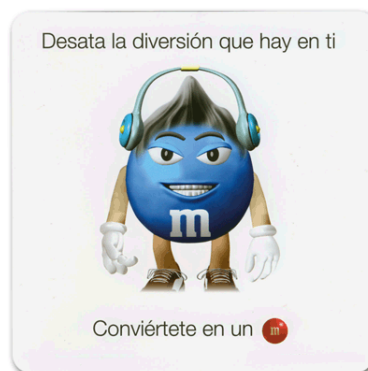 Desata la diversión que hay en ti
m
Conviértete en un m